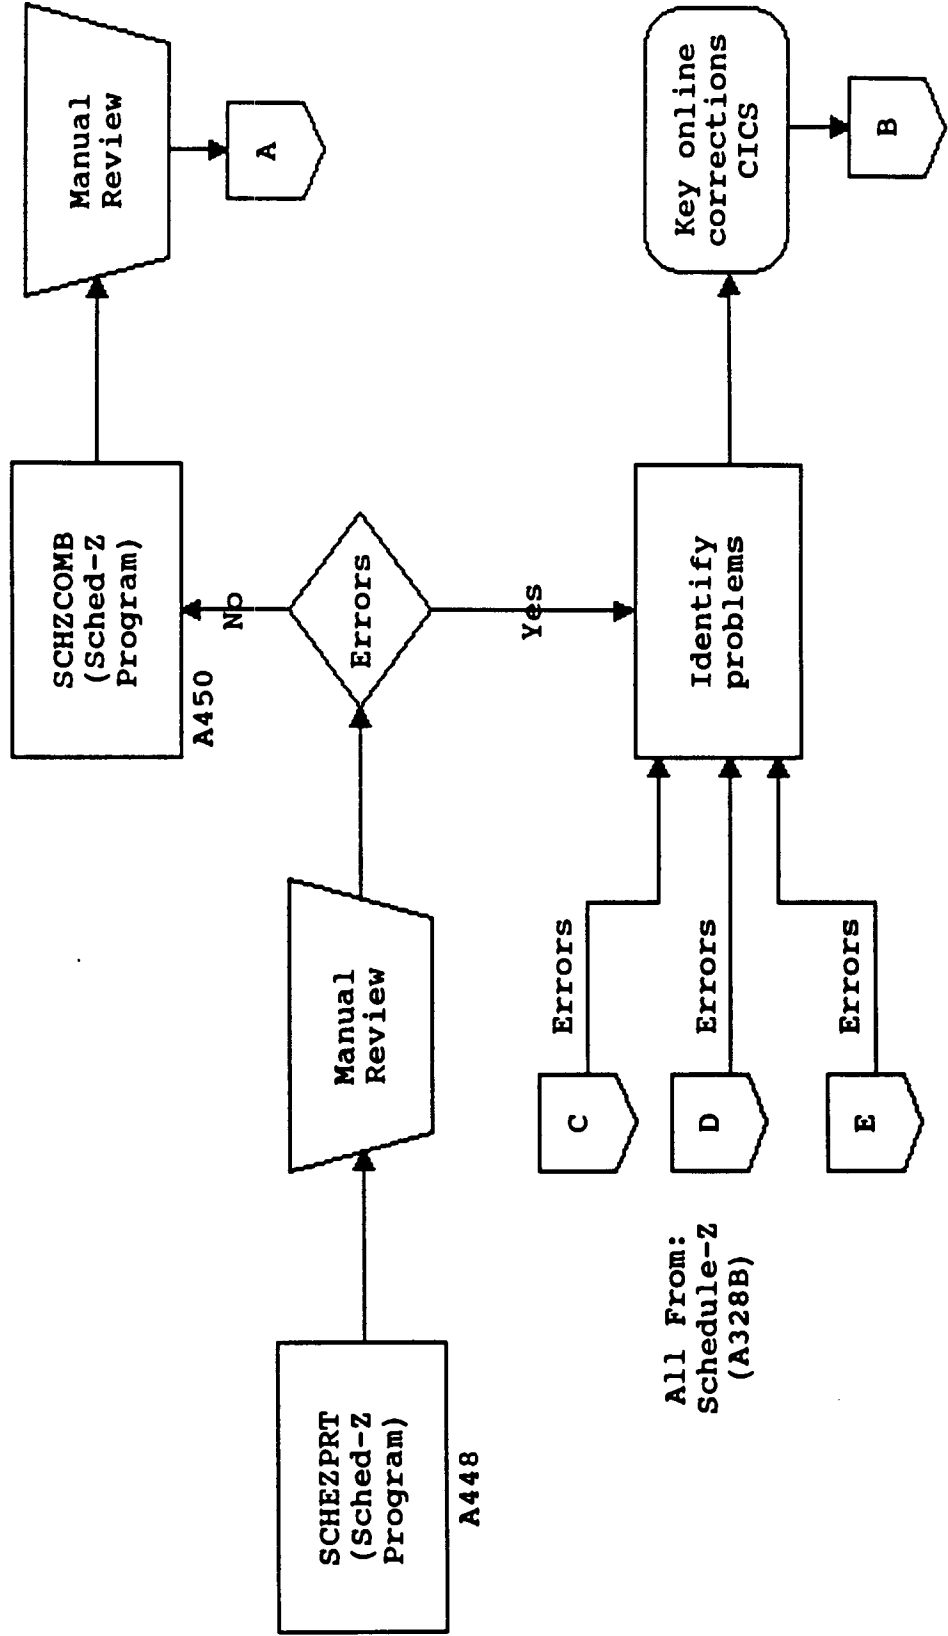 SCHEZPRT
(Sched-Z
Program)
A448
Manual
Review
Errors
No
Yes
SCHZCOMB
(Sched-Z
Program)
A450
Manual
Review
A
All From:
Schedule-Z
(A328B)
C
Errors
D
Errors
E
Errors
Identify
problems
Key online
corrections
CICS
B